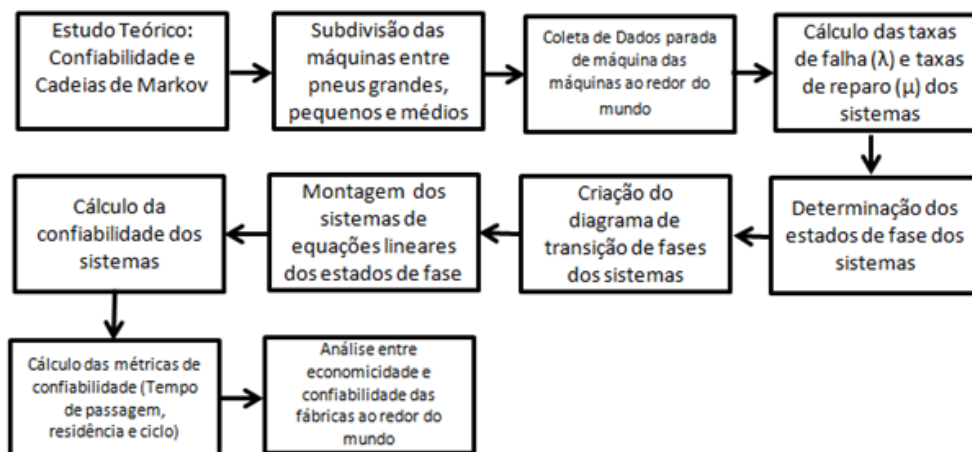 Estudo Teórico:
Confiabilidade e
Cadeias de Markov
Subdivisão das
máquinas entre
pneus grandes,
pequenos e médios
Coleta de Dados parada
de máquina das
máquinas ao redor do
mundo
Cálculo das taxas
de falha (λ) e taxas
de reparo (μ) dos
sistemas
Determinação dos
estados de fase dos
sistemas
Criação do
diagrama de
transição de fases
dos sistemas
Montagem dos
sistemas de
equações lineares
dos estados de fase
Cálculo da
confiabilidade dos
sistemas
Cálculo das métricas de
confiabilidade (Tempo
de passagem,
residência e ciclo)
Análise entre
economicidade e
confiabilidade das
fábricas ao redor do
mundo